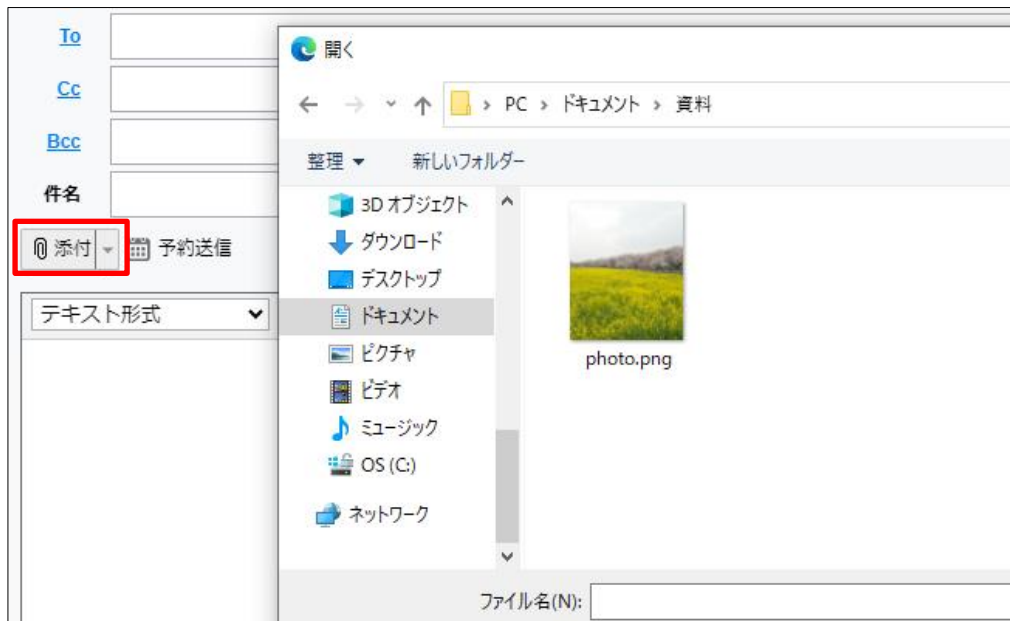 To
Cc
Bcc
件名
添付 予約送信
テキスト形式
開く
PC › ドキュメント › 資料
整理 新しいフォルダー
3D オブジェクト
ダウンロード
デスクトップ
ドキュメント
ピクチャ
ビデオ
ミュージック
OS (C:)
ネットワーク
photo.png
ファイル名(N):